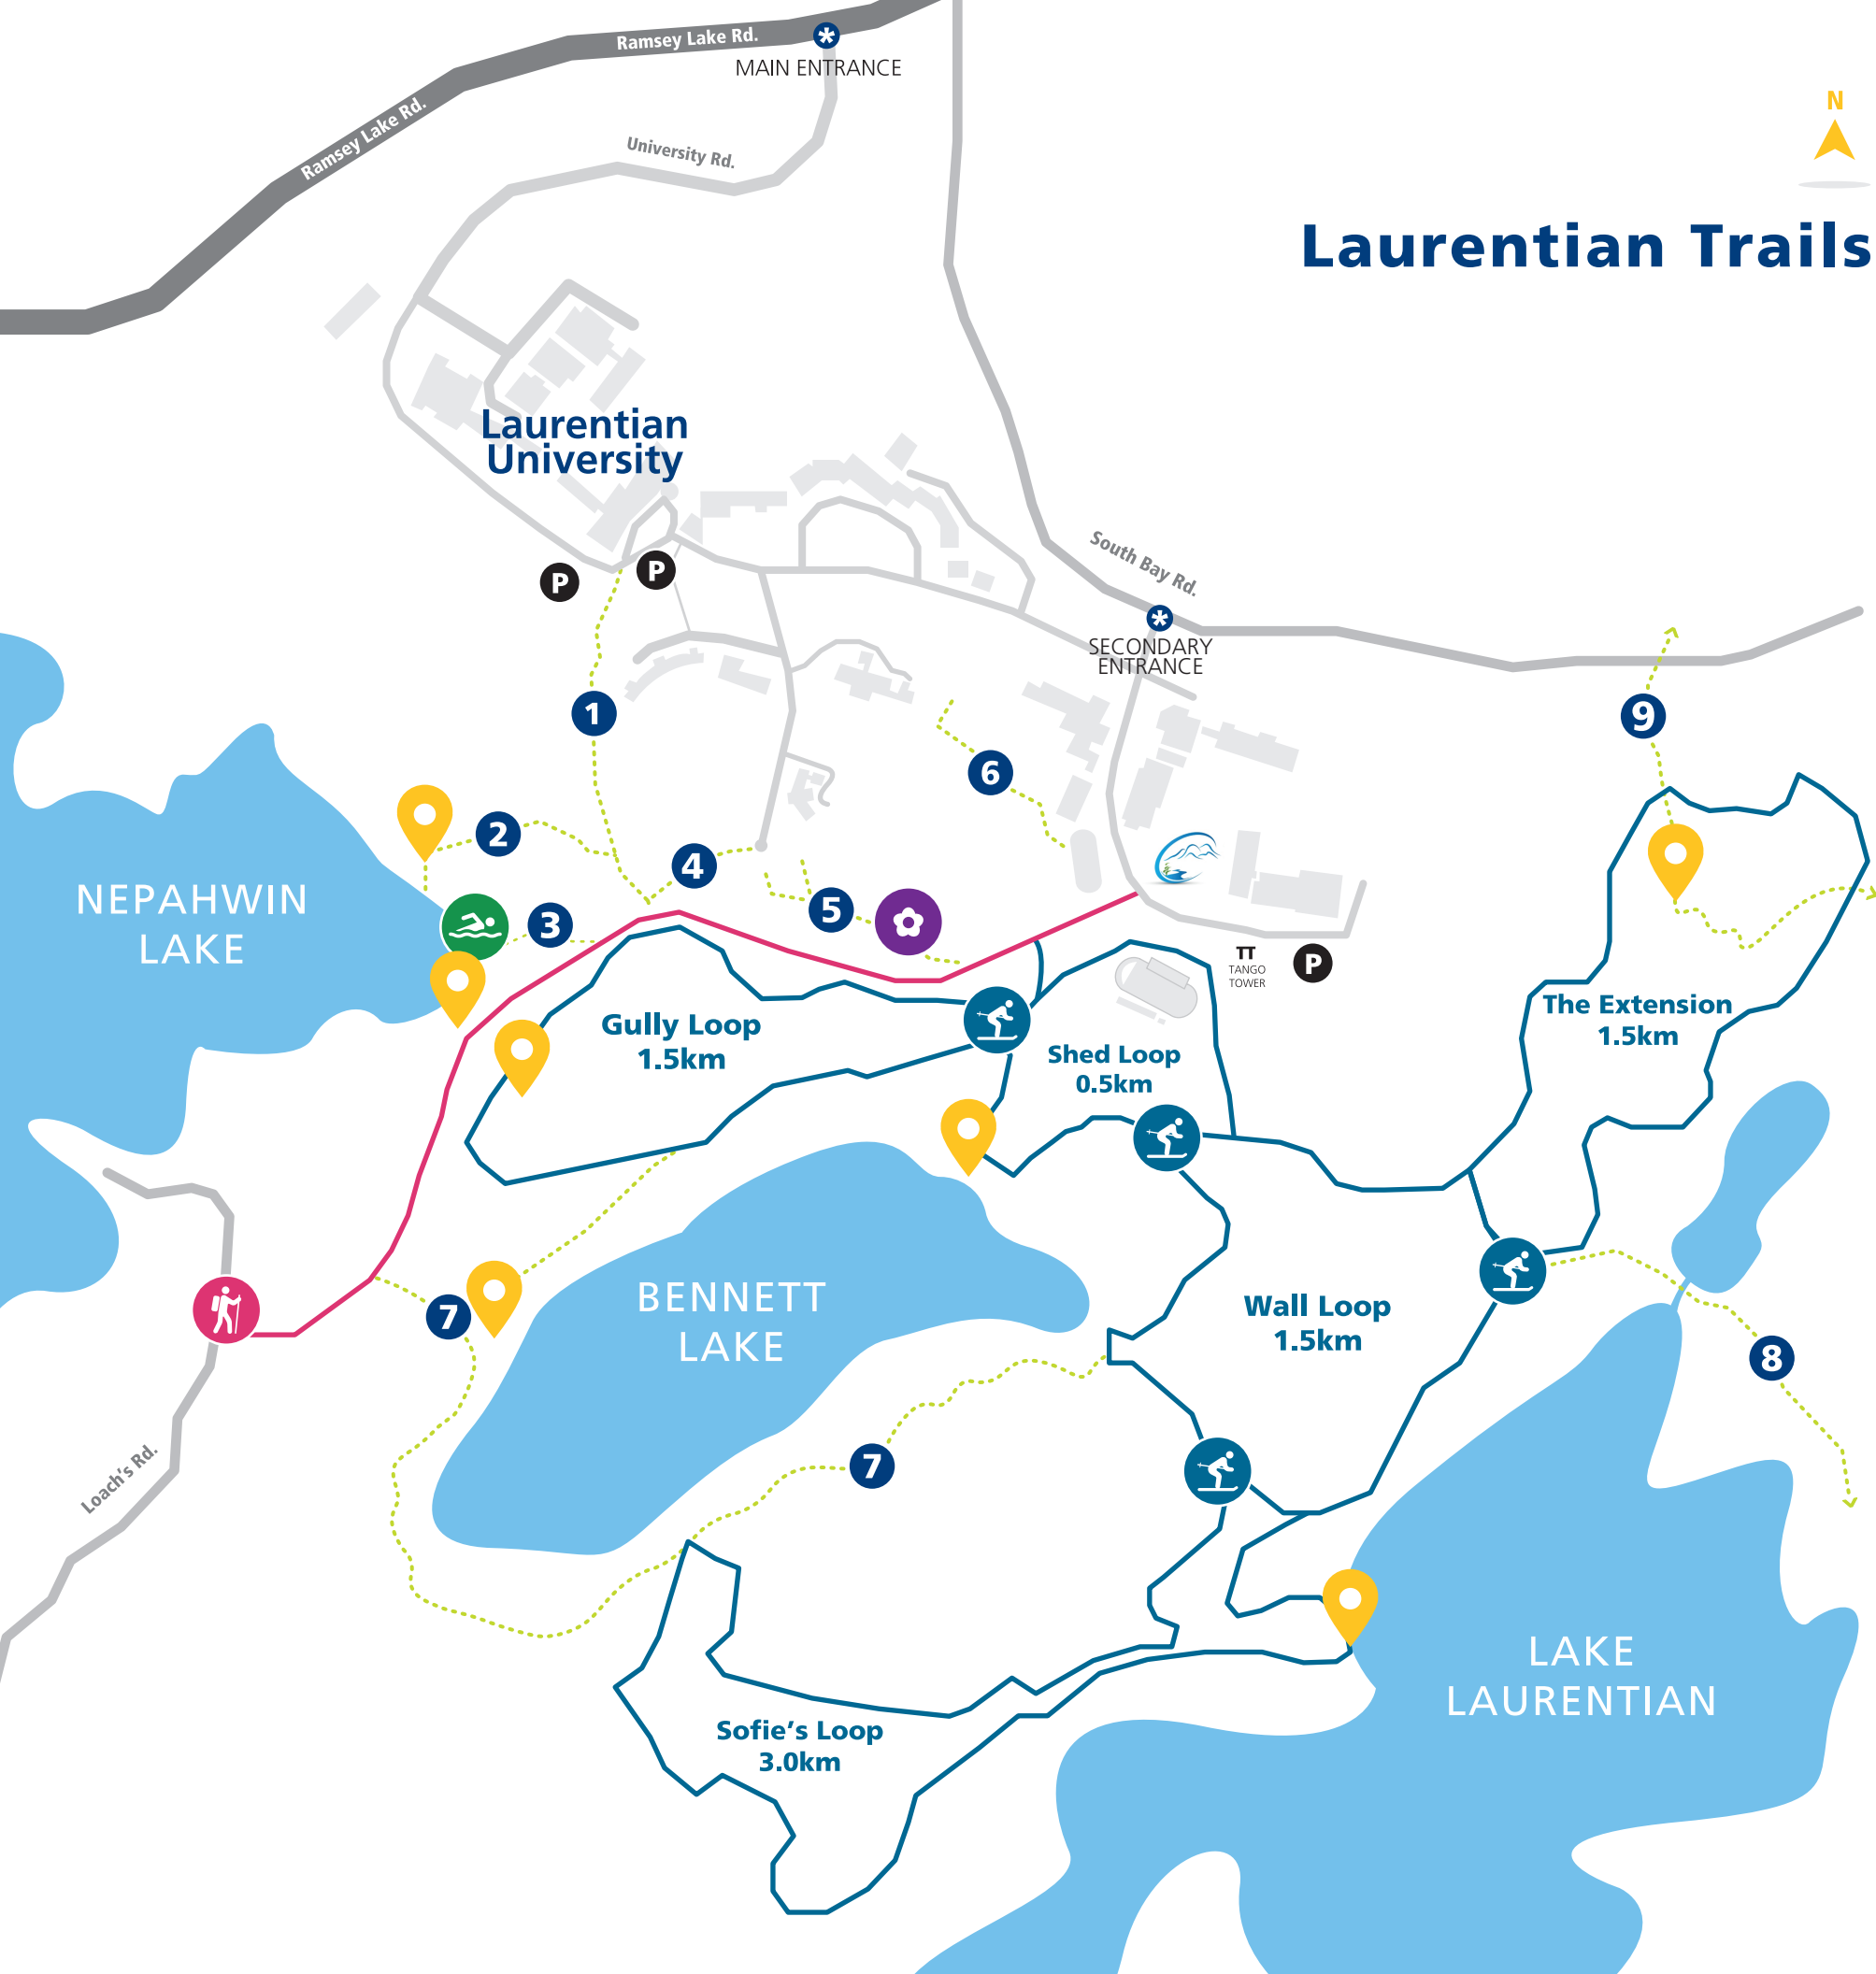 Ramsey Lake Rd.
MAIN ENTRANCE
Ramsey Lake Rd.
University Rd.
N
Laurentian Trails
Laurentian
University
South Bay Rd.
P
P
SECONDARY
ENTRANCE
1
9
6
2
4
NEPAHWIN
LAKE
5
3
TT
TANGO
TOWER
P
The Extension
1.5km
Gully Loop
1.5km
Shed Loop
0.5km
BENNETT
LAKE
Wall Loop
1.5km
7
8
Loach's Rd.
7
LAKE
LAURENTIAN
Sofie's Loop
3.0km